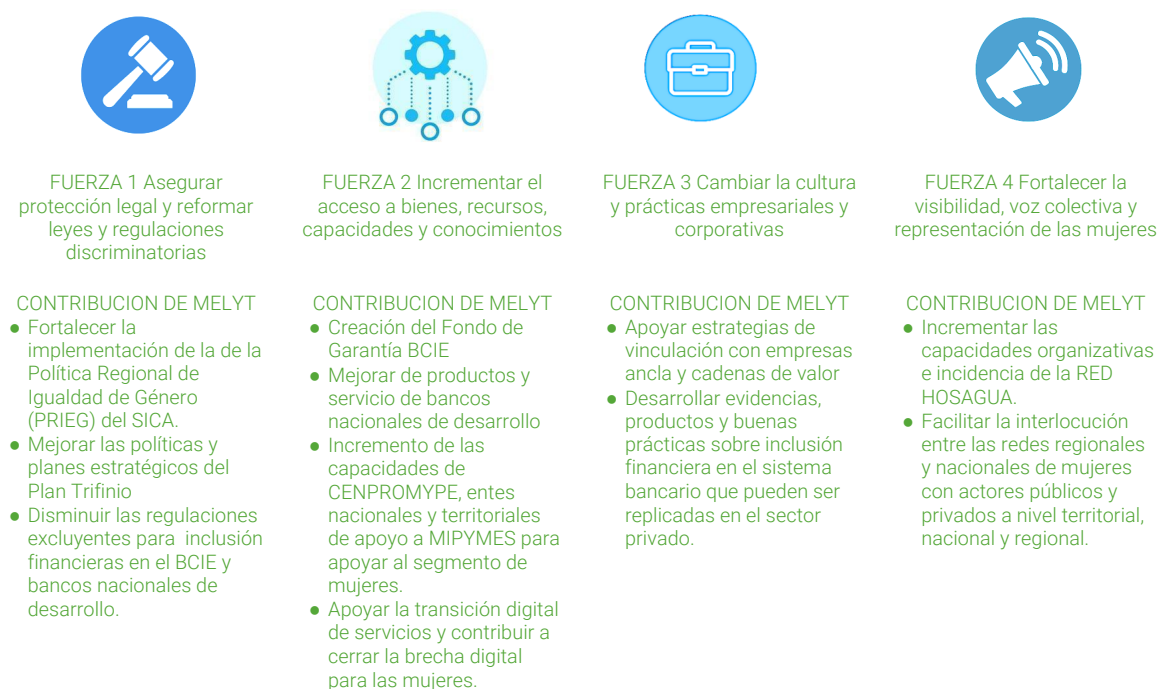 FUERZA 1 Asegurar
protección legal y reformar
leyes y regulaciones
discriminatorias
CONTRIBUCION DE MELYT
● Fortalecer la
implementación de la de la
Política Regional de
Igualdad de Género
(PRIEG) del SICA.
● Mejorar las políticas y
planes estratégicos del
Plan Trifinio
● Disminuir las regulaciones
excluyentes para inclusión
financieras en el BCIE y
bancos nacionales de
desarrollo.
FUERZA 2 Incrementar el
acceso a bienes, recursos,
capacidades y conocimientos
CONTRIBUCION DE MELYT
● Creación del Fondo de
Garantía BCIE
● Mejorar de productos y
servicio de bancos
nacionales de desarrollo
● Incremento de las
capacidades de
CENPROMYPE, entes
nacionales y territoriales
de apoyo a MIPYMES para
apoyar al segmento de
mujeres.
● Apoyar la transición digital
de servicios y contribuir a
cerrar la brecha digital
para las mujeres.
FUERZA 3 Cambiar la cultura
y prácticas empresariales y
corporativas
CONTRIBUCION DE MELYT
● Apoyar estrategias de
vinculación con empresas
ancla y cadenas de valor
● Desarrollar evidencias,
productos y buenas
prácticas sobre inclusión
financiera en el sistema
bancario que pueden ser
replicadas en el sector
privado.
FUERZA 4 Fortalecer la
visibilidad, voz colectiva y
representación de las mujeres
CONTRIBUCION DE MELYT
● Incrementar las
capacidades organizativas
e incidencia de la RED
HOSAGUA.
● Facilitar la interlocución
entre las redes regionales
y nacionales de mujeres
con actores públicos y
privados a nivel territorial,
nacional y regional.